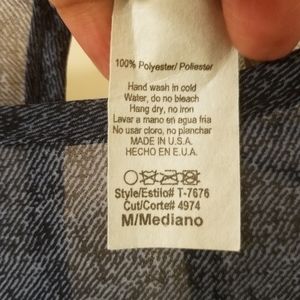 100% Polyester/ Poliester
Hand wash in cold
Water, do no bleach
Hang dry, no iron
Lavar a mano en agua fria
No usar cloro, no planchar
MADE IN U.S.A.
HECHO EN E.U.A.
Style/Estilo# T-7676
Cut/Corte# 4974
M/Mediano